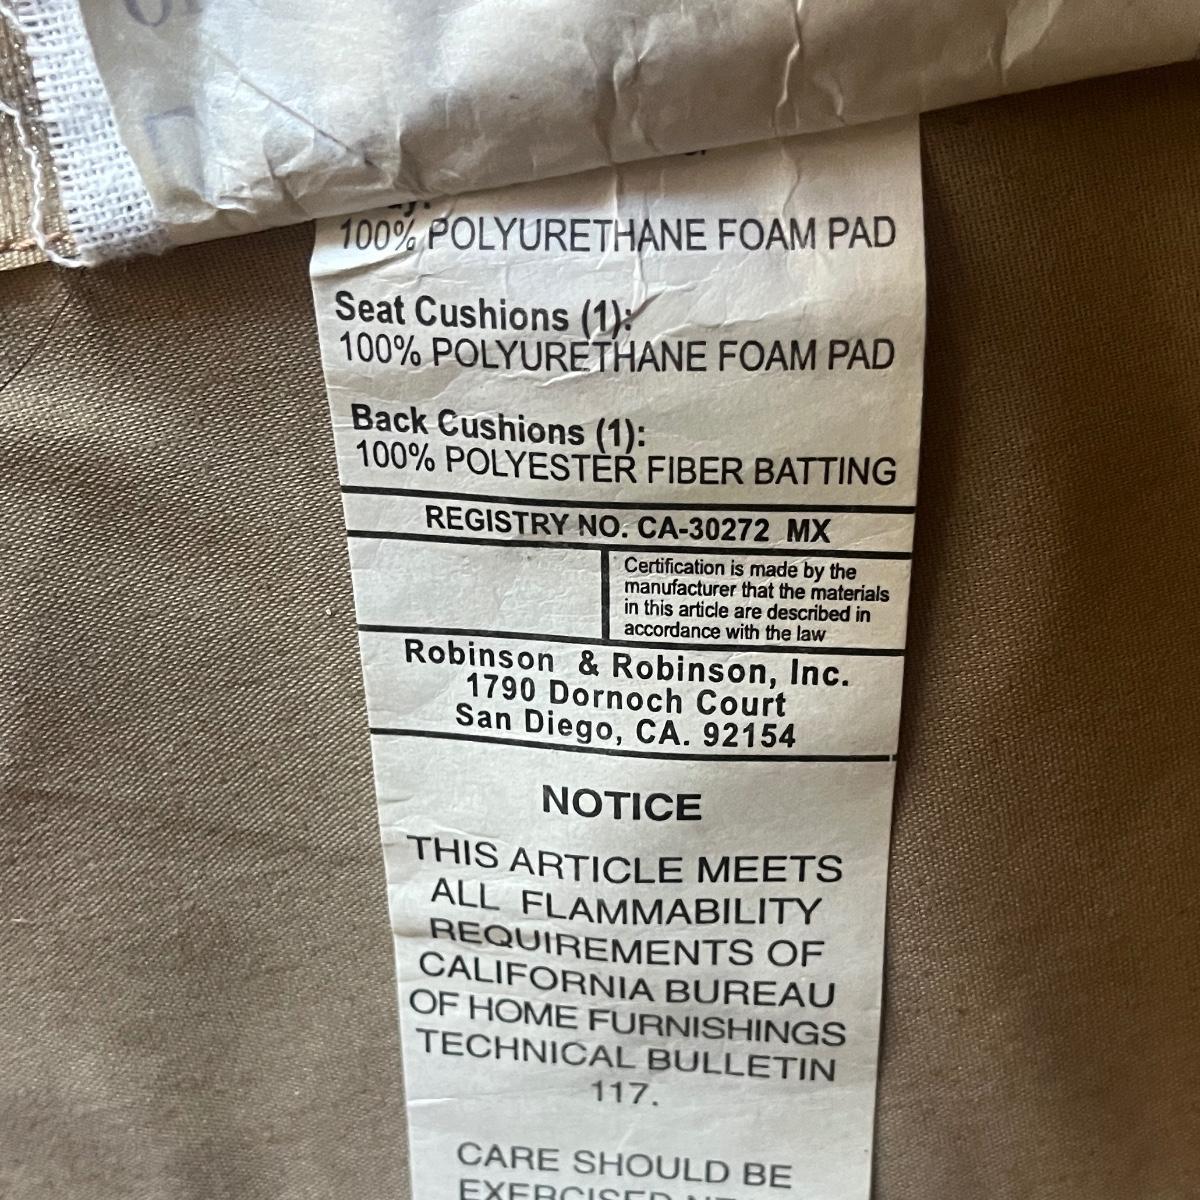 100% POLYURETHANE FOAM PAD
Seat Cushions (1):
100% POLYURETHANE FOAM PAD
Back Cushions (1):
100% POLYESTER FIBER BATTING
REGISTRY NO. CA-30272 MX
Certification is made by the
manufacturer that the materials
in this article are described in
accordance with the law
Robinson & Robinson, Inc.
1790 Dornoch Court
San Diego, CA. 92154
NOTICE
THIS ARTICLE MEETS
ALL FLAMMABILITY
REQUIREMENTS OF
CALIFORNIA BUREAU
OF HOME FURNISHINGS
TECHNICAL BULLETIN
117.
CARE SHOULD BE
EXERCISED